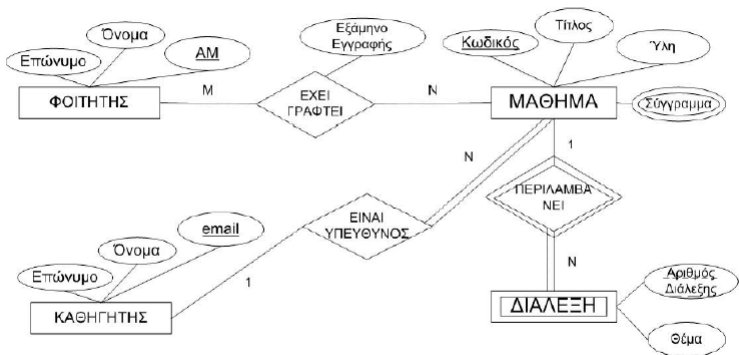 Όνομα
Επώνυμο
ΑΜ
ΦΟΙΤΗΤΗΣ
Μ
Εξάμηνο
Εγγραφής
ΕΧΕΙ
ΓΡΑΦΤΕΙ
Ν
Κωδικός
Τίτλος
Ύλη
ΜΑΘΗΜΑ
Σύγγραμμα
Ν
1
ΠΕΡΙΛΑΜΒΑ
ΝΕΙ
ΕΙΝΑΙ
ΥΠΕΥΘΥΝΟΣ
Επώνυμο
Όνομα
email
1
ΚΑΘΗΓΗΤΗΣ
Ν
ΔΙΑΛΕΞΗ
Αριθμός
Διάλεξης
Θέμα